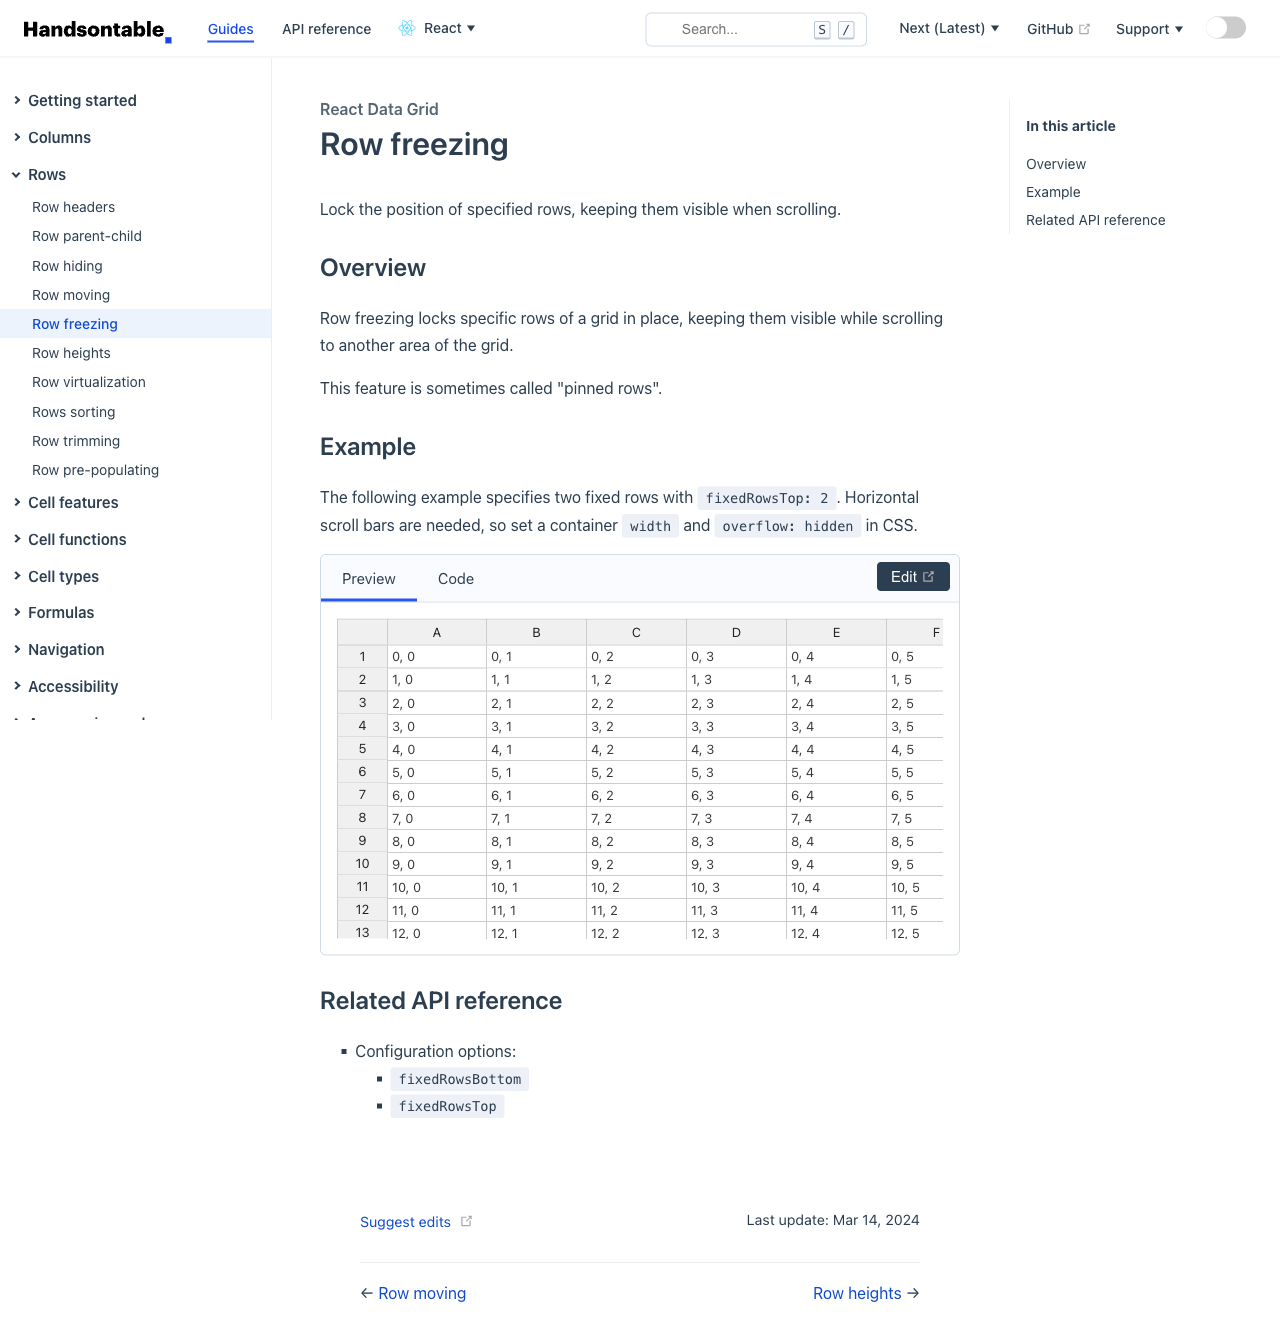 Handsontable
Guides
API reference
React
Search...
S
/
Next (Latest)
GitHub
Support
Getting started
Columns
Rows
Row headers
Row parent-child
Row hiding
Row moving
Row freezing
Row heights
Row virtualization
Rows sorting
Row trimming
Row pre-populating
Cell features
Cell functions
Cell types
Formulas
Navigation
Accessibility
React Data Grid
Row freezing
Lock the position of specified rows, keeping them visible when scrolling.
Overview
Row freezing locks specific rows of a grid in place, keeping them visible while scrolling
to another area of the grid.
This feature is sometimes called "pinned rows".
Example
The following example specifies two fixed rows with fixedRowsTop: 2 . Horizontal
scroll bars are needed, so set a container width and overflow: hidden in CSS.
Preview
Code
Edit
A B C D E F
1 0, 0 0, 1 0, 2 0, 3 0, 4 0, 5
2 1, 0 1, 1 1, 2 1, 3 1, 4 1, 5
3 2, 0 2, 1 2, 2 2, 3 2, 4 2, 5
4 3, 0 3, 1 3, 2 3, 3 3, 4 3, 5
5 4, 0 4, 1 4, 2 4, 3 4, 4 4, 5
6 5, 0 5, 1 5, 2 5, 3 5, 4 5, 5
7 6, 0 6, 1 6, 2 6, 3 6, 4 6, 5
8 7, 0 7, 1 7, 2 7, 3 7, 4 7, 5
9 8, 0 8, 1 8, 2 8, 3 8, 4 8, 5
10 9, 0 9, 1 9, 2 9, 3 9, 4 9, 5
11 10, 0 10, 1 10, 2 10, 3 10, 4 10, 5
12 11, 0 11, 1 11, 2 11, 3 11, 4 11, 5
13 12, 0 12, 1 12, 2 12, 3 12, 4 12, 5
Related API reference
Configuration options:
fixedRowsBottom
fixedRowsTop
Suggest edits
Last update: Mar 14, 2024
← Row moving
Row heights →
In this article
Overview
Example
Related API reference